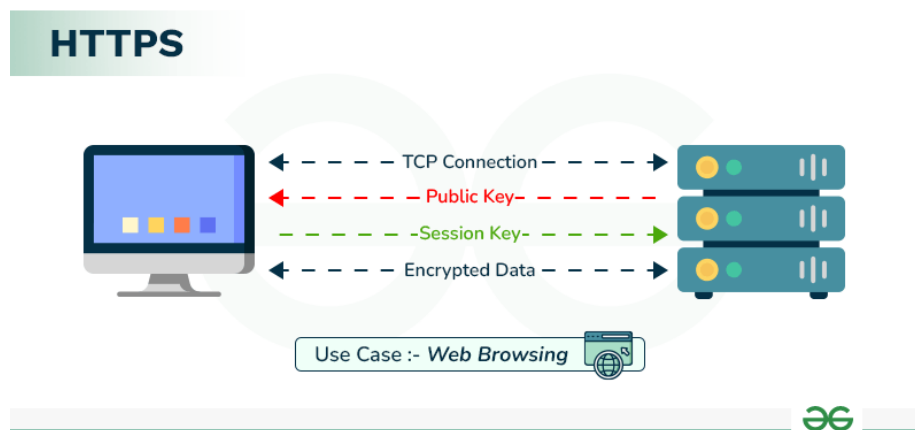 HTTPS
TCP Connection
Public Key
Session Key
Encrypted Data
Use Case :- Web Browsing